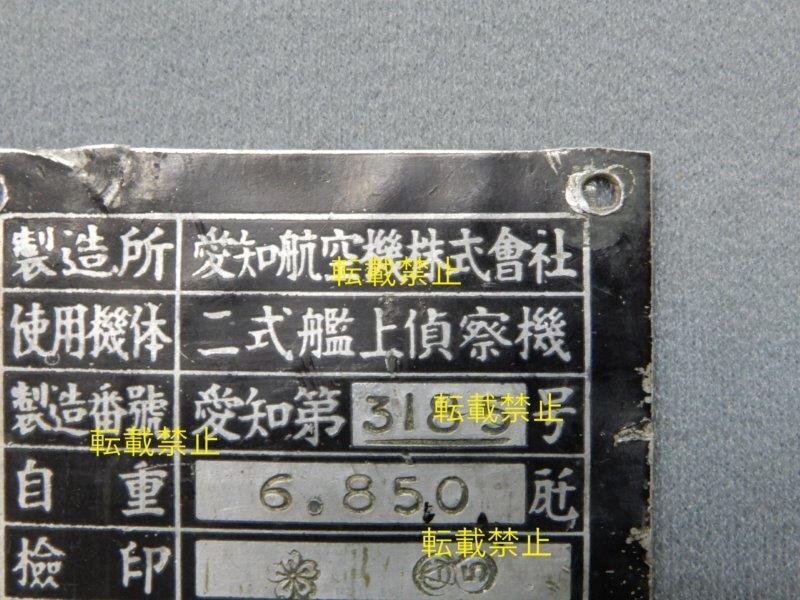 製造所 愛知航空機株式會社
転載禁止
使用機体 二式艦上偵察機
製造番號 愛知第 号
転載禁止
転載禁止
自重 6.850 瓩
転載禁止
檢印